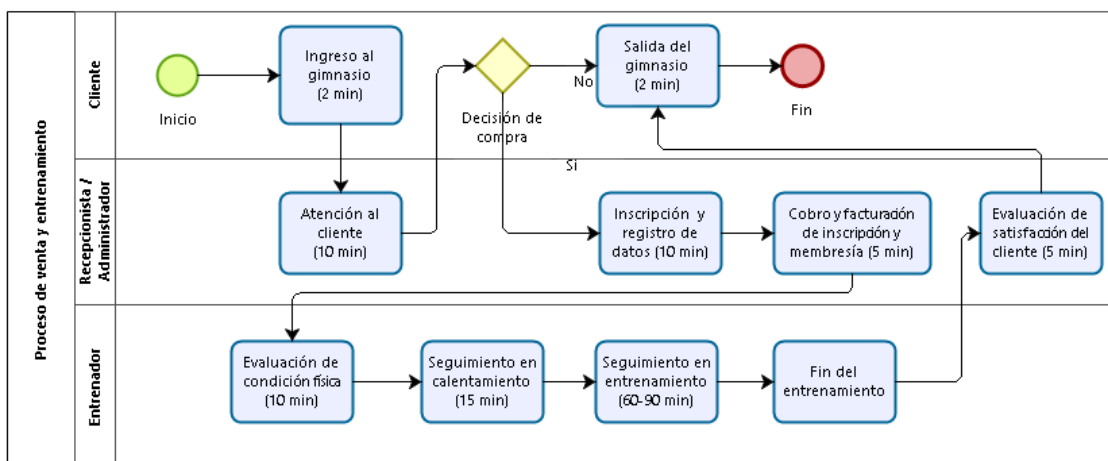 Proceso de venta y entrenamiento
Cliente
Inicio
Ingreso al
gimnasio
(2 min)
Decisión de
compra
No
Si
Salida del
gimnasio
(2 min)
Fin
Recepcionista /
Administrador
Atención al
cliente
(10 min)
Inscripción y
registro de
datos (10 min)
Cobro y facturación
de inscripción y
membresía (5 min)
Evaluación de
satisfacción del
cliente (5 min)
Entrenador
Evaluación de
condición física
(10 min)
Seguimiento en
calentamiento
(15 min)
Seguimiento en
entrenamiento
(60-90 min)
Fin del
entrenamiento